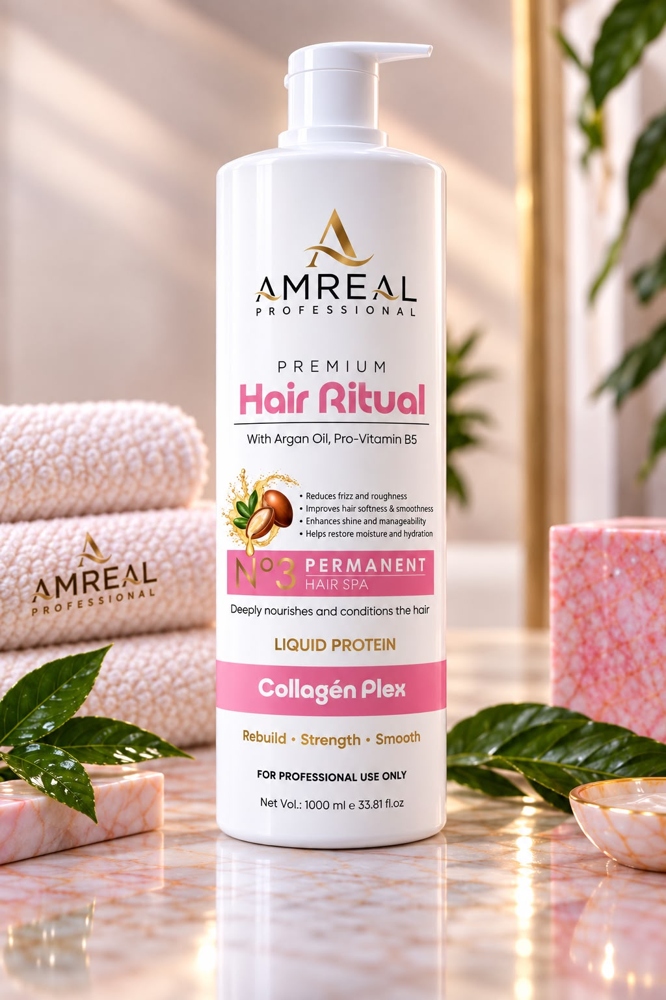 AMREAL
PROFESSIONAL
PREMIUM
Hair Ritual
With Argan Oil, Pro-Vitamin B5
• Reduces frizz and roughness
• Improves hair softness & smoothness
• Enhances shine and manageability
• Helps restore moisture and hydration
Nº3 PERMANENT
HAIR SPA
Deeply nourishes and conditions the hair
LIQUID PROTEIN
Collagén Plex
Rebuild • Strength • Smooth
FOR PROFESSIONAL USE ONLY
Net Vol.: 1000 ml e 33.81 fl.oz
AMREAL
PROFESSIONAL